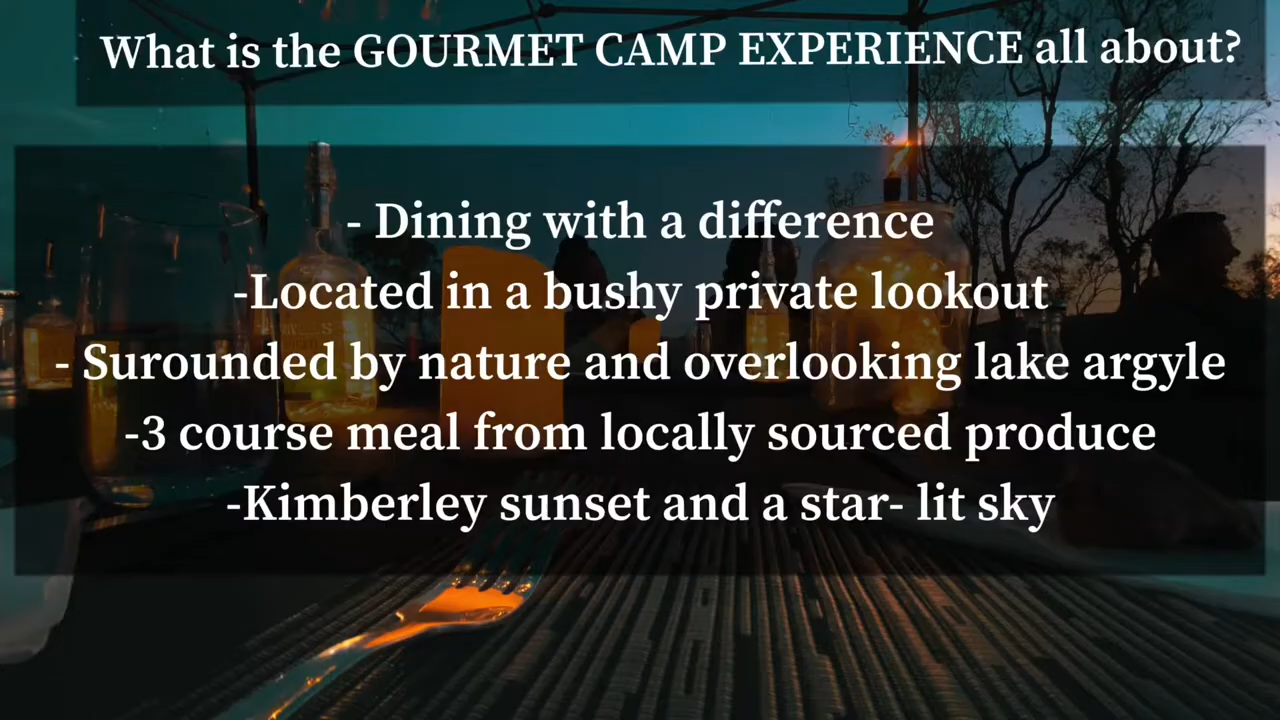 What is the GOURMET CAMP EXPERIENCE all about?
- Dining with a difference
-Located in a bushy private lookout
- Surounded by nature and overlooking lake argyle
-3 course meal from locally sourced produce
-Kimberley sunset and a star- lit sky